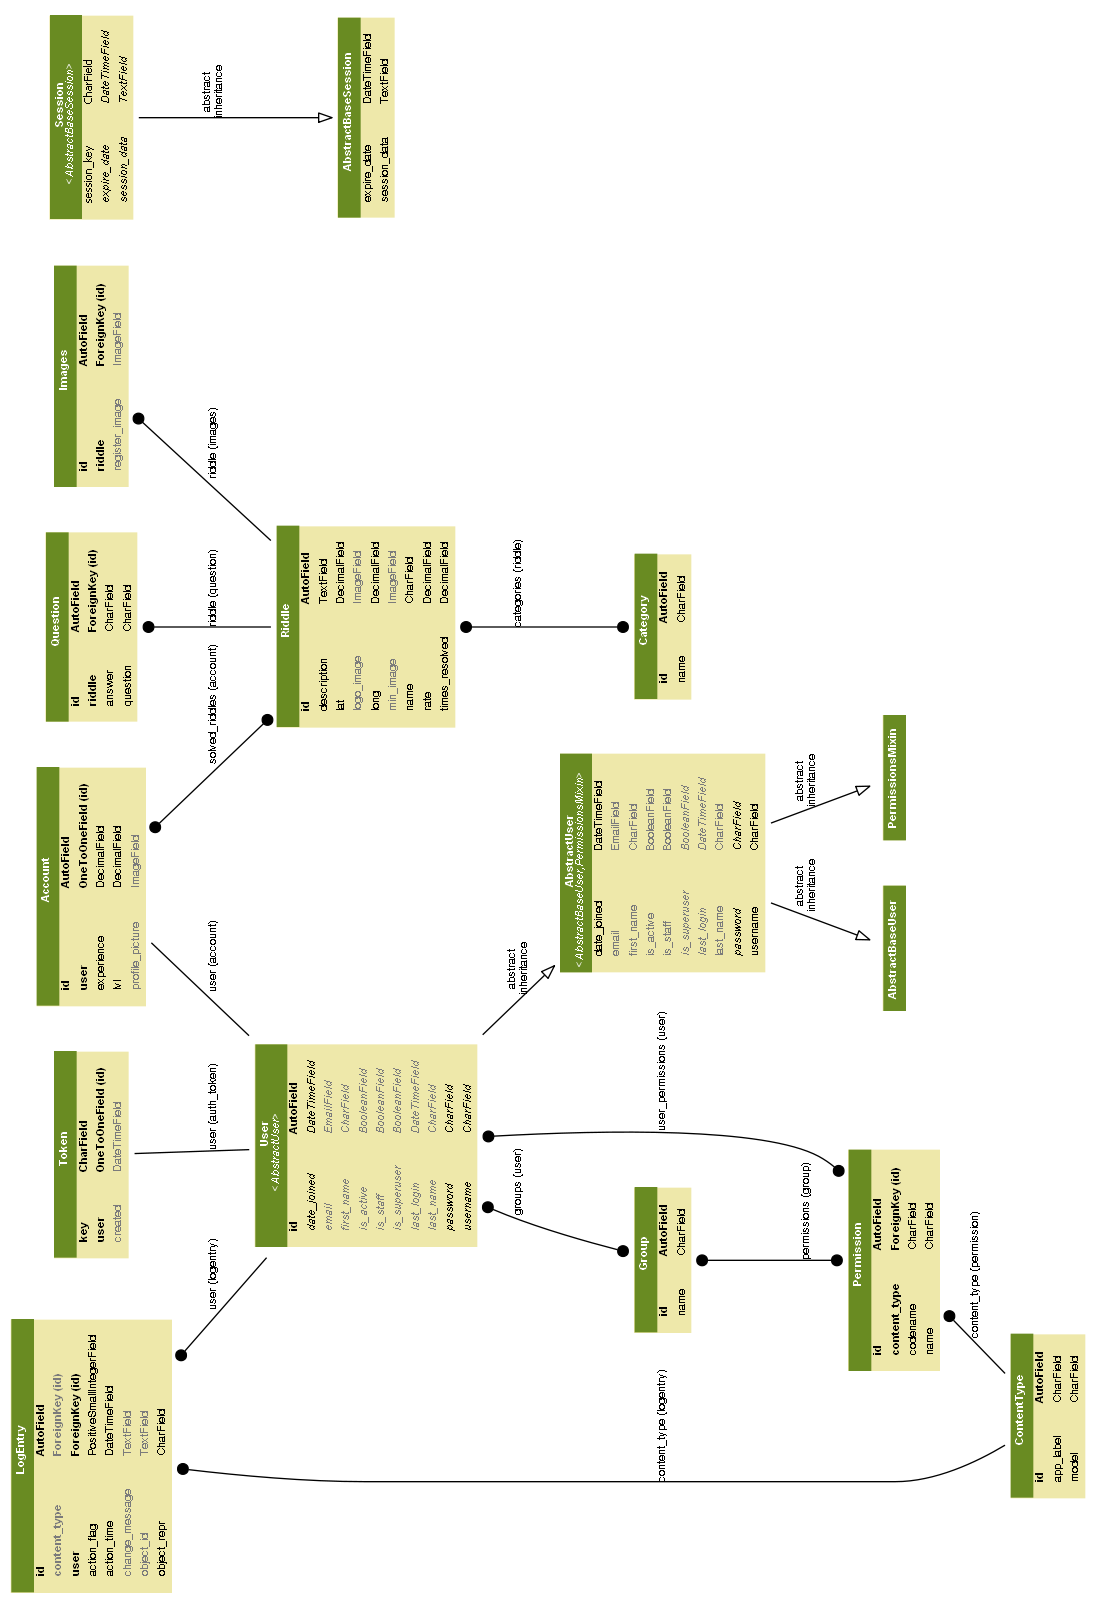 Session
<AbstractBaseSession>
session_key CharField
expire_date DateTimeField
session_data TextField
abstract
inheritance
AbstractBaseSession
expire_date DateTimeField
session_data TextField
Images
id AutoField
riddle ForeignKey (id)
register_image ImageField
riddle (images)
Question
id AutoField
riddle ForeignKey (id)
answer CharField
question CharField
riddle (question)
Riddle
id AutoField
description TextField
lat DecimalField
logo_image ImageField
long DecimalField
min_image ImageField
name CharField
rate DecimalField
times_resolved DecimalField
categories (riddle)
Category
id AutoField
name CharField
solved_riddles (account)
Account
id AutoField
user OneToOneField (id)
experience DecimalField
lvl DecimalField
profile_picture ImageField
user (account)
AbstractUser
<AbstractBaseUser,PermissionsMixin>
date_joined DateTimeField
email EmailField
first_name CharField
is_active BooleanField
is_staff BooleanField
is_superuser BooleanField
last_login DateTimeField
last_name CharField
password CharField
username CharField
abstract
inheritance
PermissionsMixin
abstract
inheritance
AbstractBaseUser
abstract
inheritance
Token
key CharField
user OneToOneField (id)
created DateTimeField
user (auth_token)
User
<AbstractUser>
id AutoField
date_joined DateTimeField
email EmailField
first_name CharField
is_active BooleanField
is_staff BooleanField
is_superuser BooleanField
last_login DateTimeField
last_name CharField
password CharField
username CharField
user_permissions (user)
groups (user)
Group
id AutoField
name CharField
permissions (group)
Permission
id AutoField
content_type ForeignKey (id)
codename CharField
name CharField
content_type (permission)
user (logentry)
LogEntry
id AutoField
content_type ForeignKey (id)
user ForeignKey (id)
action_flag PositiveSmallIntegerField
action_time DateTimeField
change_message TextField
object_id TextField
object_repr CharField
content_type (logentry)
ContentType
id AutoField
app_label CharField
model CharField